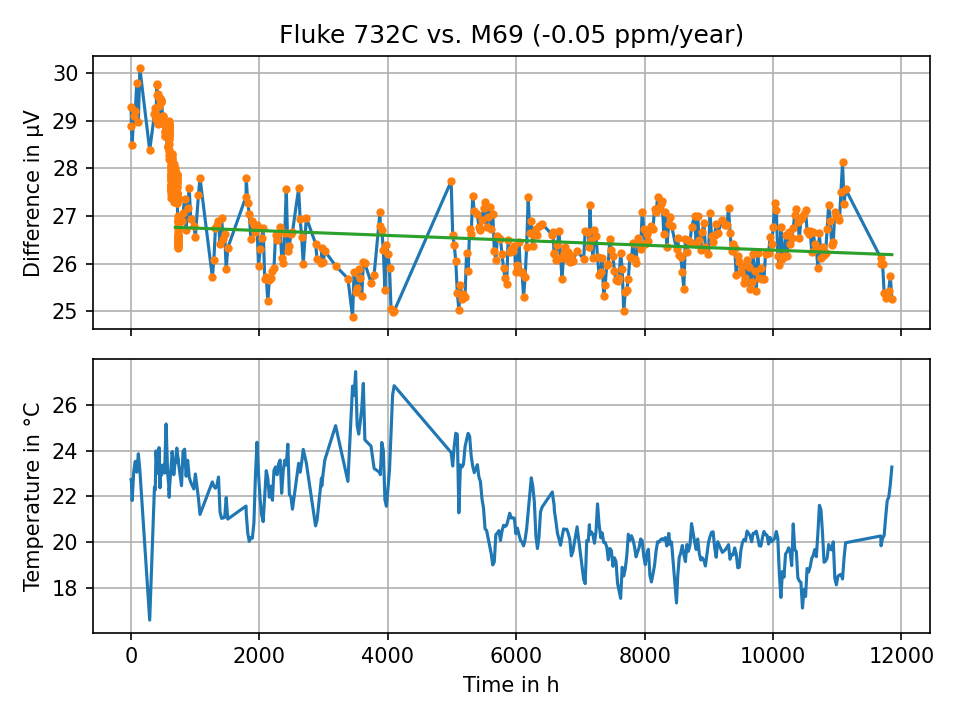 Fluke 732C vs. M69 (-0.05 ppm/year)
Difference in µV
30
29
28
27
26
25
Temperature in °C
26
24
22
20
18
0 2000 4000 6000 8000 10000 12000
Time in h